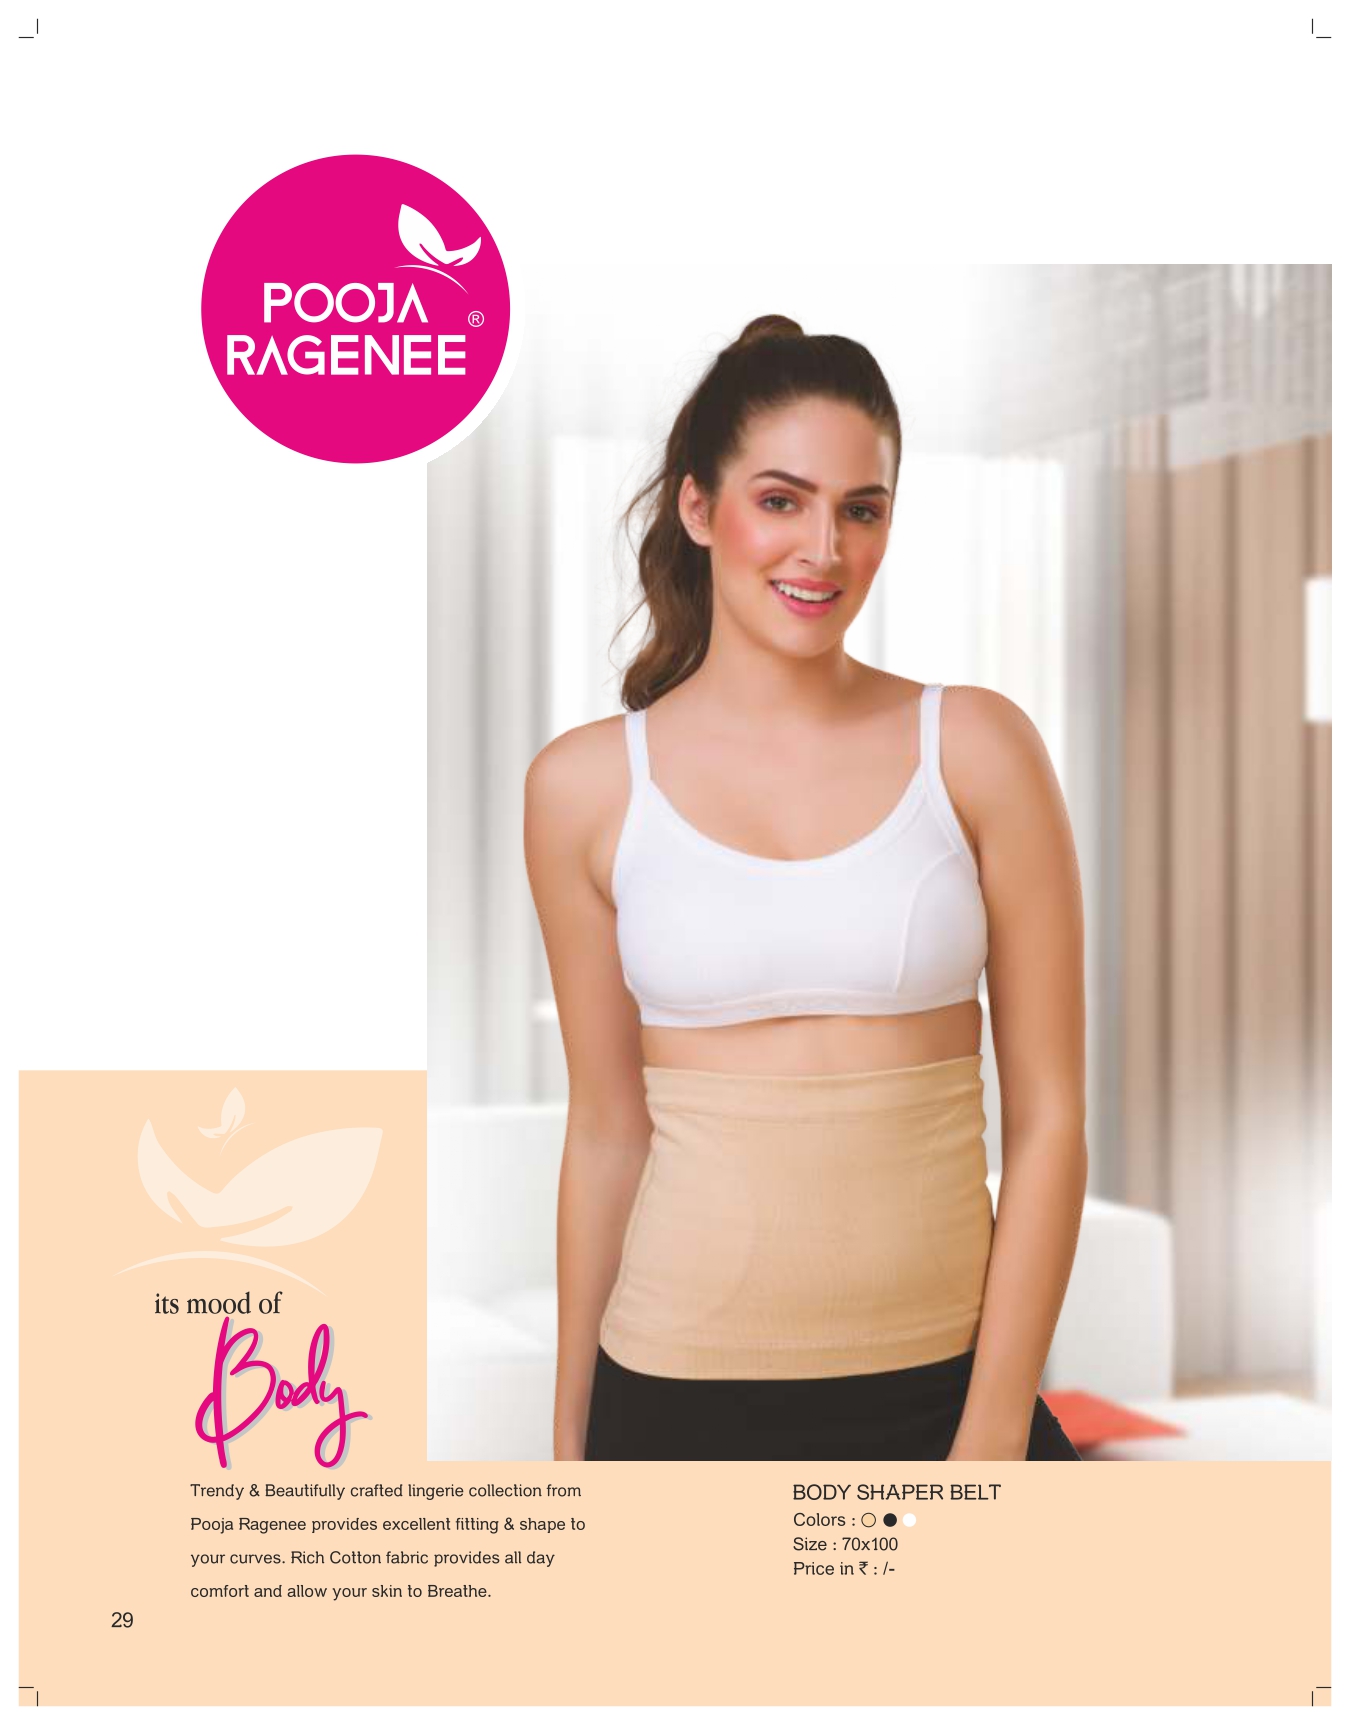 POOJA
RAGENEE ®
its mood of
Body
Trendy & Beautifully crafted lingerie collection from
Pooja Ragenee provides excellent fitting & shape to
your curves. Rich Cotton fabric provides all day
comfort and allow your skin to Breathe.
BODY SHAPER BELT
Colors :
Size : 70x100
Price in ₹ : /-
29